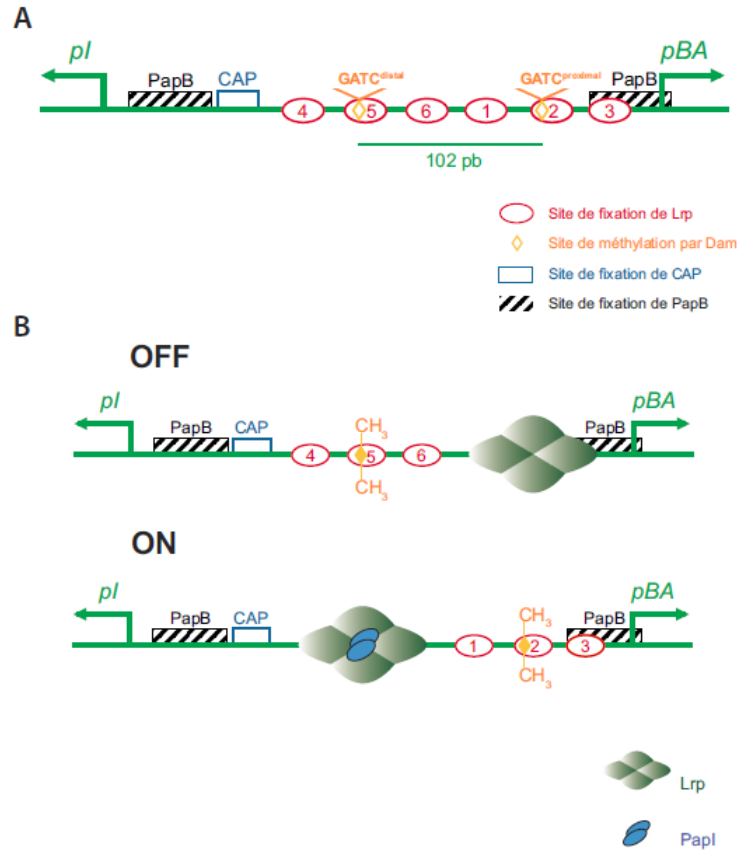 A
pI
pBA
PapB
CAP
GATCdistal
GATCproximal
PapB
4
5
6
1
2
3
102 pb
Site de fixation de Lrp
Site de méthylation par Dam
Site de fixation de CAP
Site de fixation de PapB
B
OFF
pI
pBA
PapB
CAP
CH3
PapB
4
5
6
CH3
ON
pI
pBA
PapB
CAP
CH3
PapB
1
2
3
CH3
Lrp
PapI